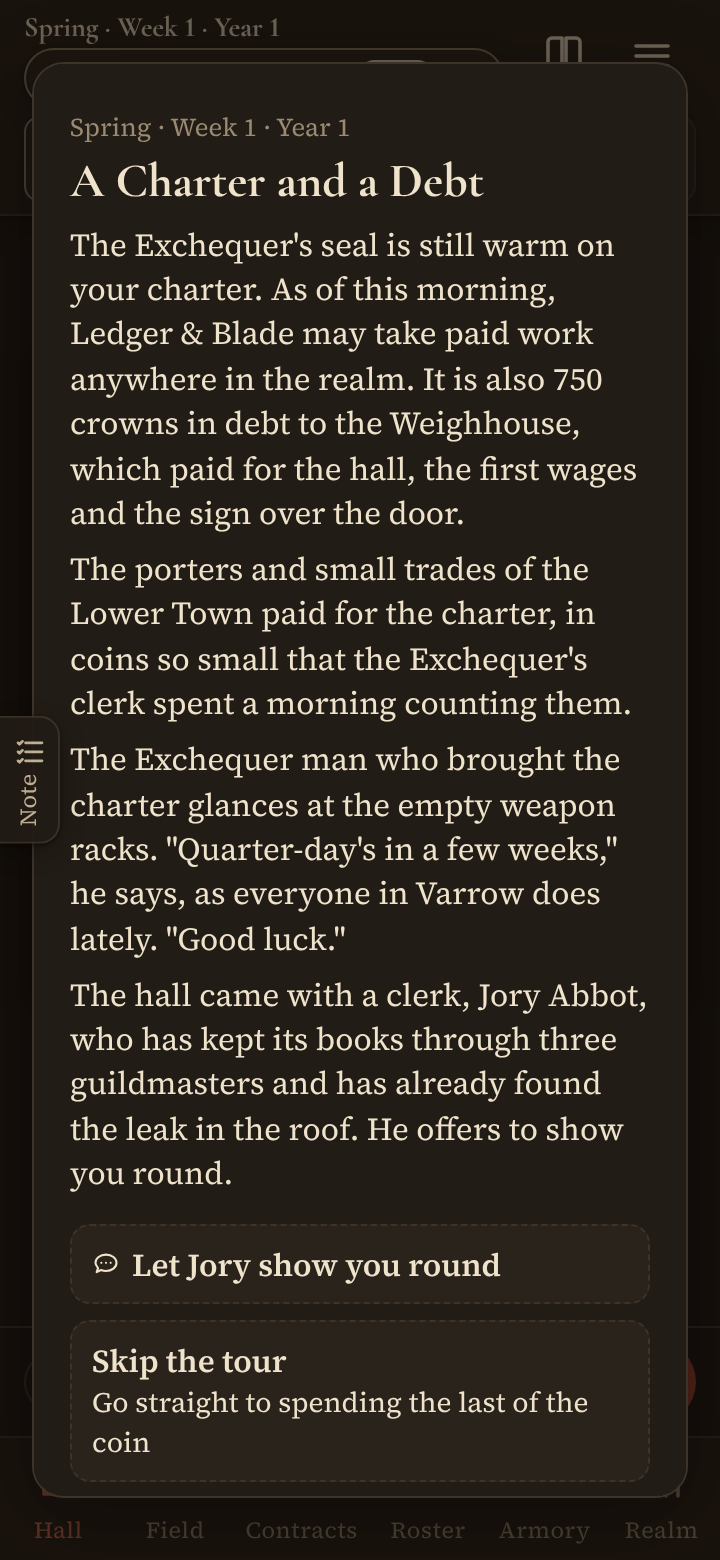 Spring · Week 1 · Year 1
Spring · Week 1 · Year 1
A Charter and a Debt
The Exchequer's seal is still warm on
your charter. As of this morning,
Ledger & Blade may take paid work
anywhere in the realm. It is also 750
crowns in debt to the Weighhouse,
which paid for the hall, the first wages
and the sign over the door.
The porters and small trades of the
Lower Town paid for the charter, in
coins so small that the Exchequer's
clerk spent a morning counting them.
Note
The Exchequer man who brought the
charter glances at the empty weapon
racks. "Quarter-day's in a few weeks,"
he says, as everyone in Varrow does
lately. "Good luck."
The hall came with a clerk, Jory Abbot,
who has kept its books through three
guildmasters and has already found
the leak in the roof. He offers to show
you round.
Let Jory show you round
Skip the tour
Go straight to spending the last of the
coin
Hall Field Contracts Roster Armory Realm